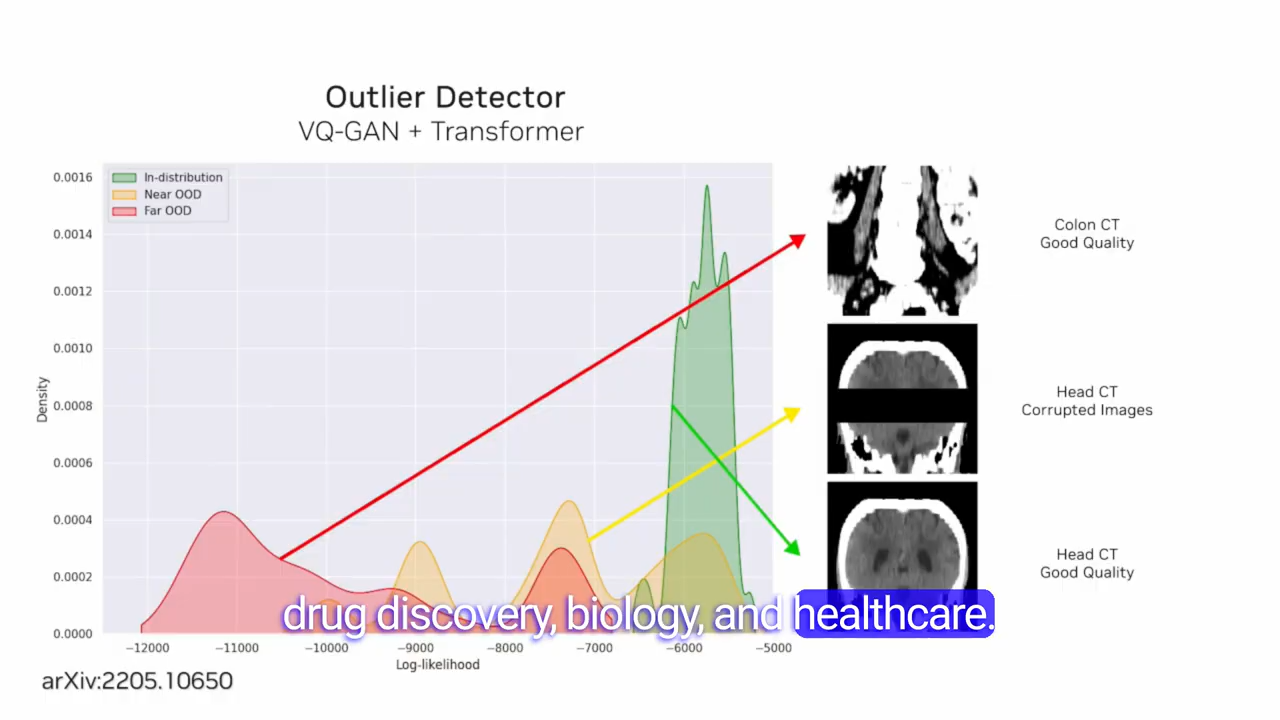 Outlier Detector
VQ-GAN + Transformer
In-distribution
Near OOD
Far OOD
0.0016
0.0014
0.0012
0.0010
0.0008
0.0006
0.0004
0.0002
0.0000
Density
−12000 −11000 −10000 −9000 −8000 −7000 −6000 −5000
Log-likelihood
Colon CT
Good Quality
Head CT
Corrupted Images
Head CT
Good Quality
drug discovery, biology, and healthcare.
arXiv:2205.10650